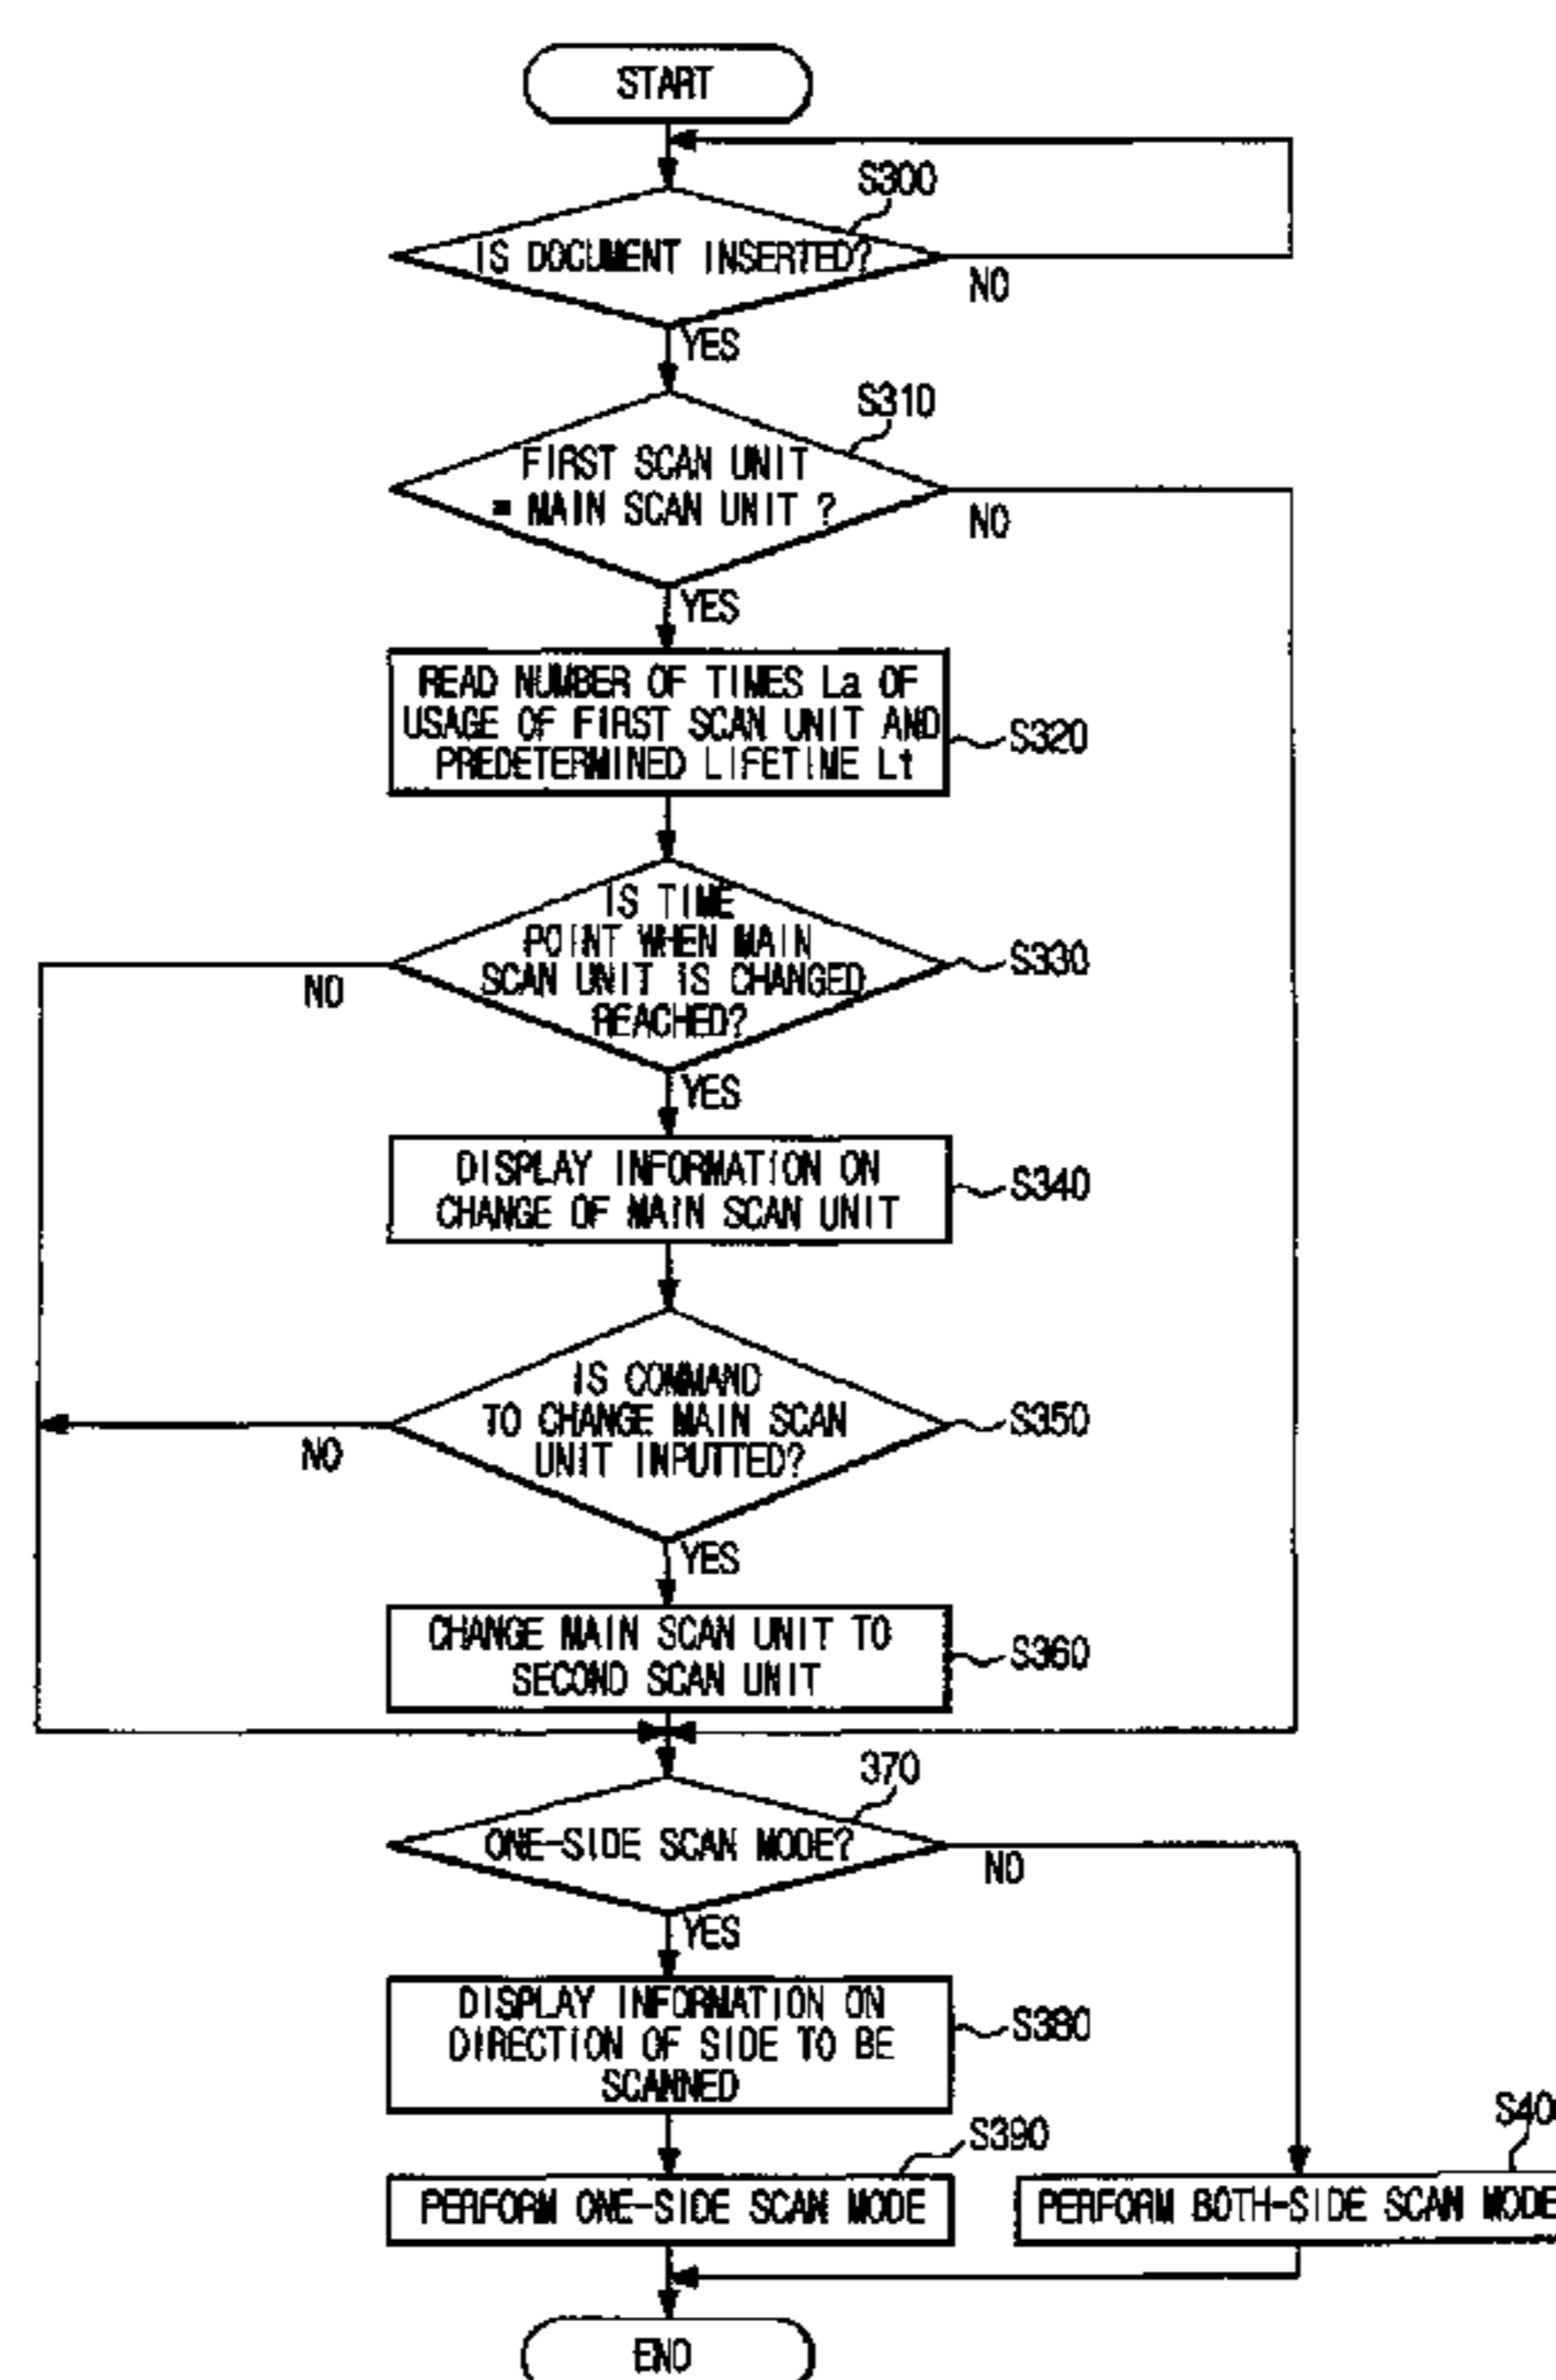 START
S300
IS DOCUMENT INSERTED?
NO
YES
S310
FIRST SCAN UNIT
= MAIN SCAN UNIT ?
NO
YES
READ NUMBER OF TIMES La OF
USAGE OF FIRST SCAN UNIT AND
PREDETERMINED LIFETIME Lt
S320
IS TIME
POINT WHEN MAIN
SCAN UNIT IS CHANGED
REACHED?
S330
NO
YES
DISPLAY INFORMATION ON
CHANGE OF MAIN SCAN UNIT
S340
IS COMMAND
TO CHANGE MAIN SCAN
UNIT INPUTTED?
S350
NO
YES
CHANGE MAIN SCAN UNIT TO
SECOND SCAN UNIT
S360
370
ONE-SIDE SCAN MODE?
NO
YES
DISPLAY INFORMATION ON
DIRECTION OF SIDE TO BE
SCANNED
S380
S390
PERFORM ONE-SIDE SCAN MODE
PERFORM BOTH-SIDE SCAN MODE
END